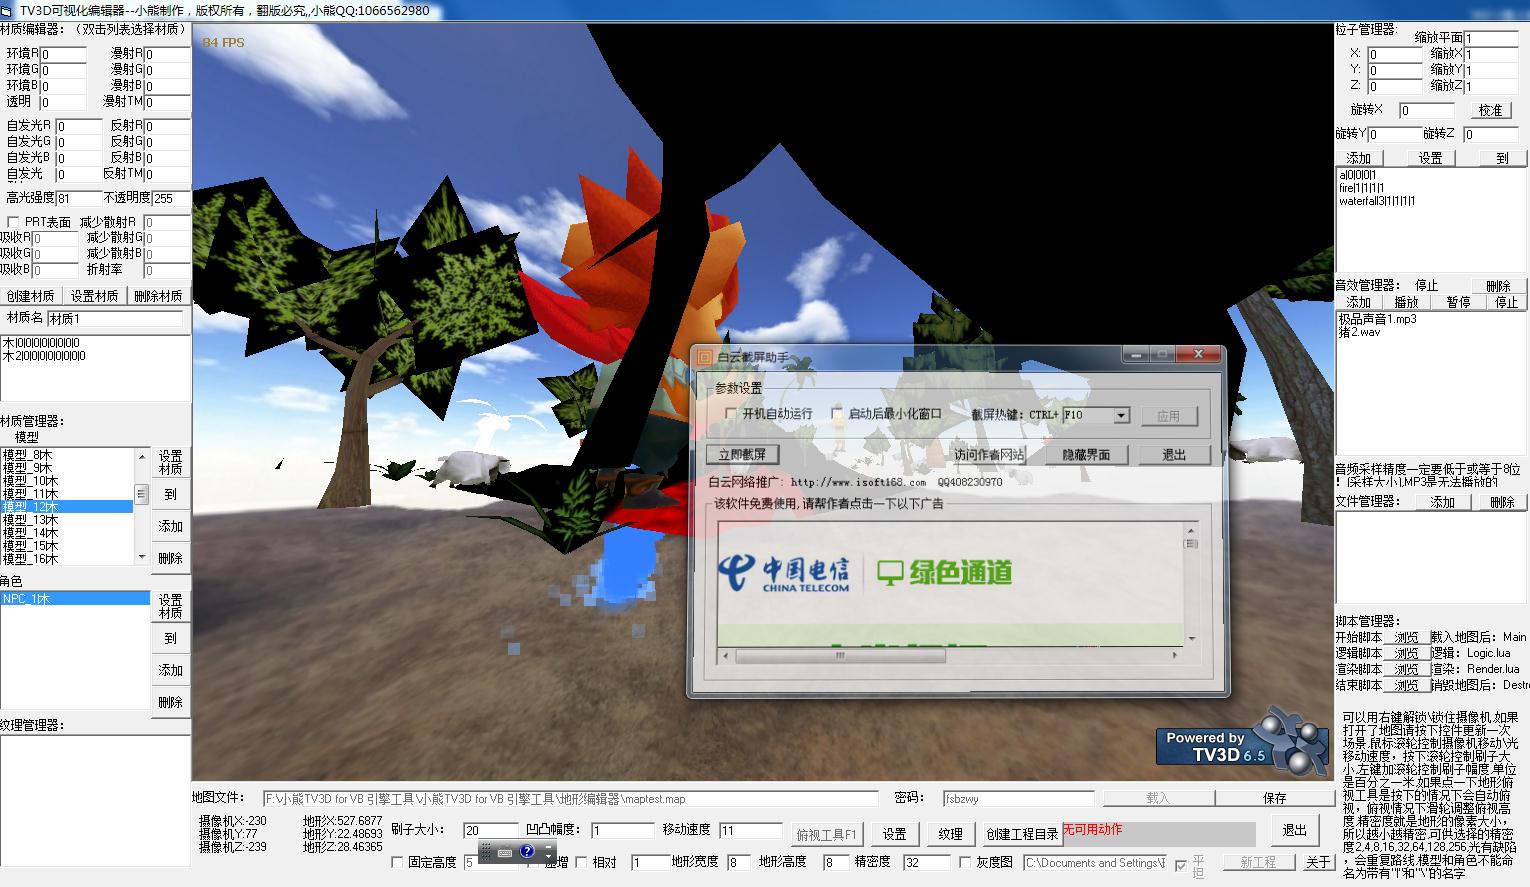 TV3D可视化编辑器--小熊制作，版权所有，翻版必究,,小熊QQ:1066562980
材质编辑器：（双击列表选择材质）
环境R 0 漫射R 0
环境G 0 漫射G 0
环境B 0 漫射B 0
透明 0 漫射TM 0
自发光R 0 反射R 0
自发光G 0 反射G 0
自发光B 0 反射B 0
自发光 0 反射TM 0
高光强度 81 不透明度 255
PRT表面 减少散射R 0
吸收R 0 减少散射G 0
吸收G 0 减少散射B 0
吸收B 0 折射率 0
创建材质 设置材质 删除材质
材质名 材质1
木|0|0|0|0|0|0|0|0
木2|0|0|0|0|0|0|0|0
材质管理器：
模型
模型_8|木
模型_9|木
模型_10|木
模型_11|木
模型_12|木
模型_13|木
模型_14|木
模型_15|木
模型_16|木
设置材质
到
添加
删除
角色
NPC_1|木
设置材质
到
添加
删除
纹理管理器：
84 FPS
白云截屏助手
参数设置
开机自动运行 启动后最小化窗口 截屏热键：CTRL+ F10 应用
立即截屏 访问作者网站 隐藏界面 退出
白云网络推广：http://www.isoft168.com QQ408230970
该软件免费使用,请帮作者点击一下以下广告
中国电信 CHINA TELECOM 绿色通道
Powered by
TV3D 6.5
粒子管理器： 缩放平面 1
X: 0 缩放X 1
Y: 0 缩放Y 1
Z: 0 缩放Z 1
旋转X 0 校准
旋转Y 0 旋转Z 0
添加 设置 到
a|0|0|0|1
fire|1|1|1|1
waterfall3|1|1|1|1
音效管理器： 停止 删除
添加 播放 暂停 停止
极品声音1.mp3
猪2.wav
音频采样精度一定要低于或等于8位
！(采样大小),MP3是无法播放的
文件管理器： 添加 删除
脚本管理器：
开始脚本 浏览 载入地图后：Main
逻辑脚本 浏览 逻辑：Logic.lua
渲染脚本 浏览 渲染：Render.lua
结束脚本 浏览 销毁地图后：Destr
可以用右键解锁\锁住摄像机.如果
打开了地图请按下控件更新一次
场景.鼠标滚轮控制摄像机移动\光
移动速度，按下滚轮控制刷子大
小.左键加滚轮控制刷子幅度.单位
是百分之一米.如果点一下地形俯
视工具是按下的情况下会自动俯
视，俯视情况下滑轮调整俯视高
度.精密度就是地形的像素大小，
所以越小越精密.可供选择的精密
度2,4,8,16,32,64,128,256,光有缺陷
，会重复路线.模型和角色不能命
名为带有"|"和"\"的名字
地图文件： F:\小熊TV3D for VB 引擎工具\小熊TV3D for VB 引擎工具\地形编辑器\maptest.map 密码： fsbzwy 载入 保存
摄像机X:-230 地形X:527.6877
摄像机Y:77 地形Y:22.48693
摄像机Z:-239 地形Z:28.46365
刷子大小： 20 凹凸幅度： 1 移动速度 11 俯视工具F1 设置 纹理 创建工程目录 无可用动作 退出
固定高度 5 增 相对 1 地形宽度 8 地形高度 8 精密度 32 灰度图 C:\Documents and Settings\ 平坦 新工程 关于